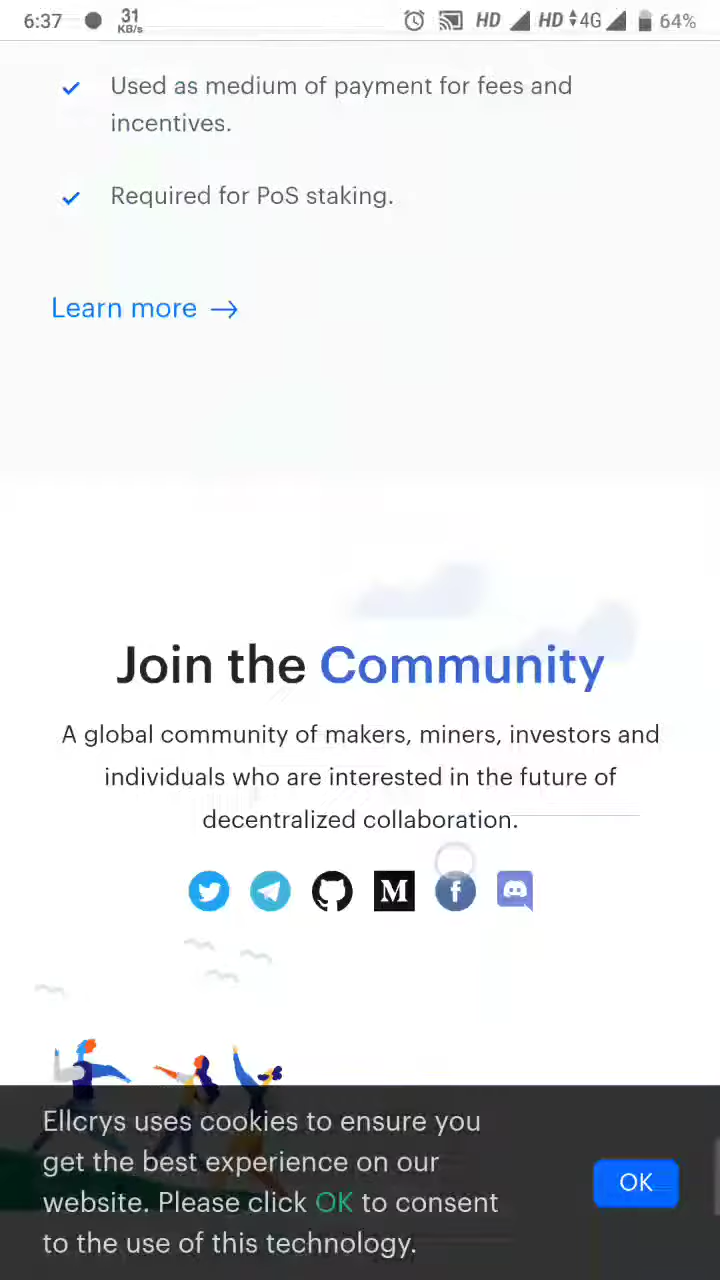 6:37 31 KB/s HD HD 4G 64%
Used as medium of payment for fees and
incentives.
Required for PoS staking.
Learn more →
Join the Community
A global community of makers, miners, investors and
individuals who are interested in the future of
decentralized collaboration.
M f
Ellcrys uses cookies to ensure you
get the best experience on our
website. Please click OK to consent
to the use of this technology.
OK